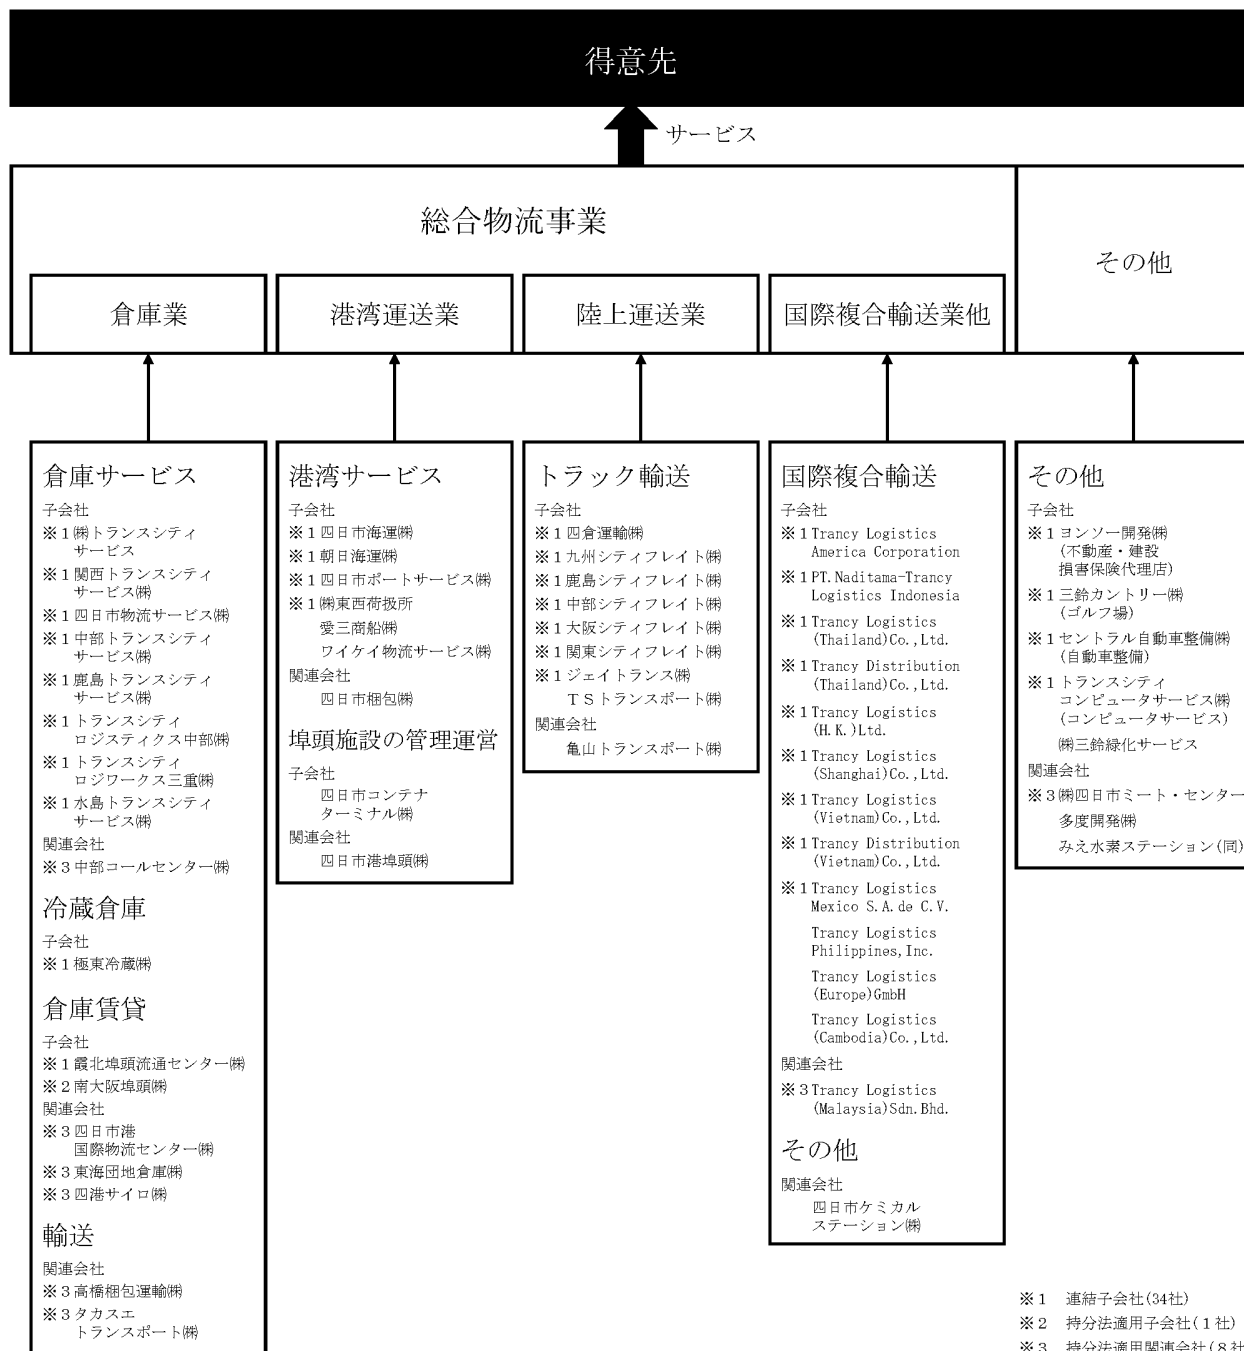 得意先
サービス
総合物流事業
その他
倉庫業
港湾運送業
陸上運送業
国際複合輸送業他
倉庫サービス
子会社
※1㈱トランスシティ
サービス
※1関西トランスシティ
サービス㈱
※1四日市物流サービス㈱
※1中部トランスシティ
サービス㈱
※1鹿島トランスシティ
サービス㈱
※1トランスシティ
ロジスティクス中部㈱
※1トランスシティ
ロジワークス三重㈱
※1水島トランスシティ
サービス㈱
関連会社
※3中部コールセンター㈱
冷蔵倉庫
子会社
※1極東冷蔵㈱
倉庫賃貸
子会社
※1霞北埠頭流通センター㈱
※2南大阪埠頭㈱
関連会社
※3四日市港
国際物流センター㈱
※3東海団地倉庫㈱
※3四港サイロ㈱
輸送
関連会社
※3高橋梱包運輸㈱
※3タカスエ
トランスポート㈱
港湾サービス
子会社
※1四日市海運㈱
※1朝日海運㈱
※1四日市ポートサービス㈱
※1㈱東西荷扱所
愛三商船㈱
ワイケイ物流サービス㈱
関連会社
四日市梱包㈱
埠頭施設の管理運営
子会社
四日市コンテナ
ターミナル㈱
関連会社
四日市港埠頭㈱
トラック輸送
子会社
※1四倉運輸㈱
※1九州シティフレイト㈱
※1鹿島シティフレイト㈱
※1中部シティフレイト㈱
※1大阪シティフレイト㈱
※1関東シティフレイト㈱
※1ジェイトランス㈱
TSトランスポート㈱
関連会社
亀山トランスポート㈱
国際複合輸送
子会社
※1Trancy Logistics
America Corporation
※1PT.Naditama-Trancy
Logistics Indonesia
※1Trancy Logistics
(Thailand)Co.,Ltd.
※1Trancy Distribution
(Thailand)Co.,Ltd.
※1Trancy Logistics
(H.K.)Ltd.
※1Trancy Logistics
(Shanghai)Co.,Ltd.
※1Trancy Logistics
(Vietnam)Co.,Ltd.
※1Trancy Distribution
(Vietnam)Co.,Ltd.
※1Trancy Logistics
Mexico S.A.de C.V.
Trancy Logistics
Philippines,Inc.
Trancy Logistics
(Europe)GmbH
Trancy Logistics
(Cambodia)Co.,Ltd.
関連会社
※3Trancy Logistics
(Malaysia)Sdn.Bhd.
その他
関連会社
四日市ケミカル
ステーション㈱
その他
子会社
※1ヨンソー開発㈱
(不動産・建設
損害保険代理店)
※1三鈴カントリー㈱
(ゴルフ場)
※1セントラル自動車整備㈱
(自動車整備)
※1トランスシティ
コンピュータサービス㈱
(コンピュータサービス)
㈱三鈴緑化サービス
関連会社
※3㈱四日市ミート・センター
多度開発㈱
みえ水素ステーション(同)
※1 連結子会社(34社)
※2 持分法適用子会社(1社)
※3 持分法適用関連会社(8社